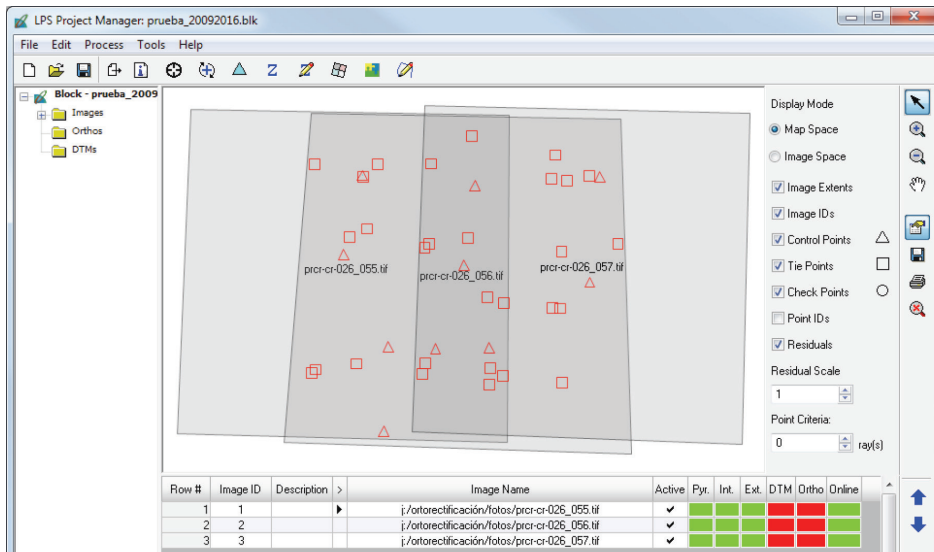 LPS Project Manager: prueba_20092016.blk
File Edit Process Tools Help
Block - prueba_2009
Images
Orthos
DTMs
prcr-cr-026_055.tif
prcr-cr-026_056.tif
prcr-cr-026_057.tif
Display Mode
Map Space
Image Space
Image Extents
Image IDs
Control Points
Tie Points
Check Points
Point IDs
Residuals
Residual Scale
1
Point Criteria:
0 ray(s)
Row # Image ID Description > Image Name Active Pyr. Int. Ext. DTM Ortho Online
1 1 j:/ortorectificación/fotos/prcr-cr-026_055.tif
2 2 j:/ortorectificación/fotos/prcr-cr-026_056.tif
3 3 j:/ortorectificación/fotos/prcr-cr-026_057.tif